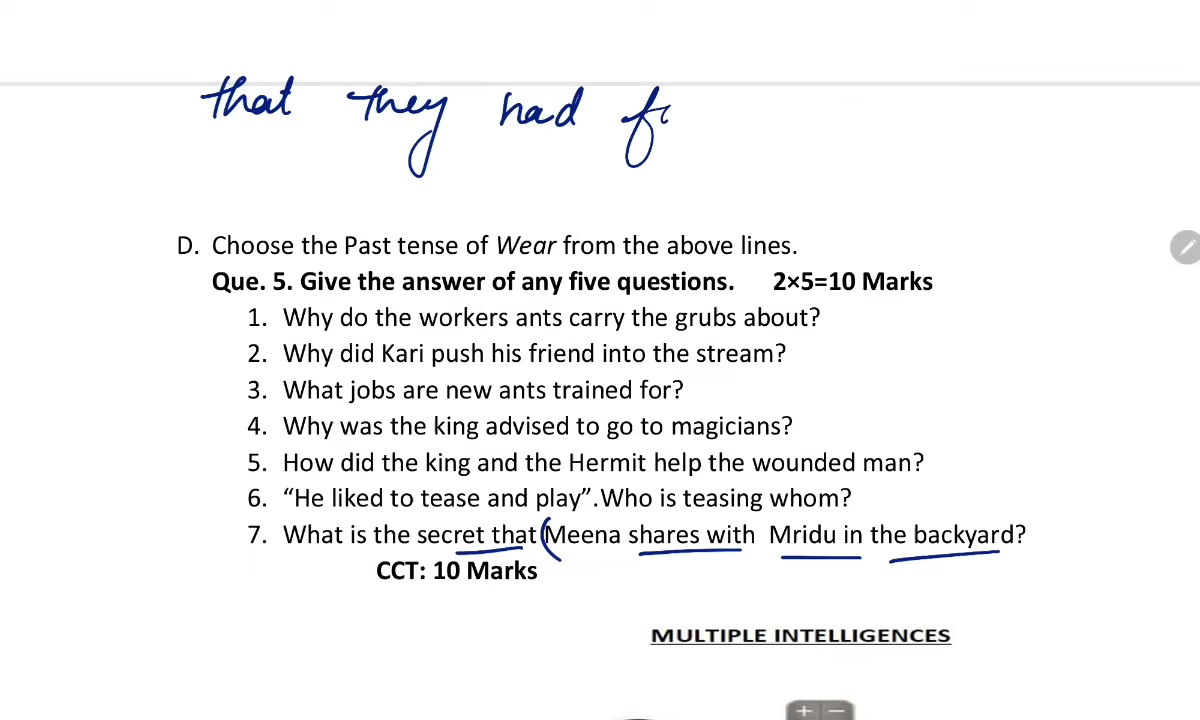 that they had
D. Choose the Past tense of Wear from the above lines.
Que. 5. Give the answer of any five questions. 2×5=10 Marks
1. Why do the workers ants carry the grubs about?
2. Why did Kari push his friend into the stream?
3. What jobs are new ants trained for?
4. Why was the king advised to go to magicians?
5. How did the king and the Hermit help the wounded man?
6. “He liked to tease and play”.Who is teasing whom?
7. What is the secret that (Meena shares with Mridu in the backyard?
CCT: 10 Marks
MULTIPLE INTELLIGENCES